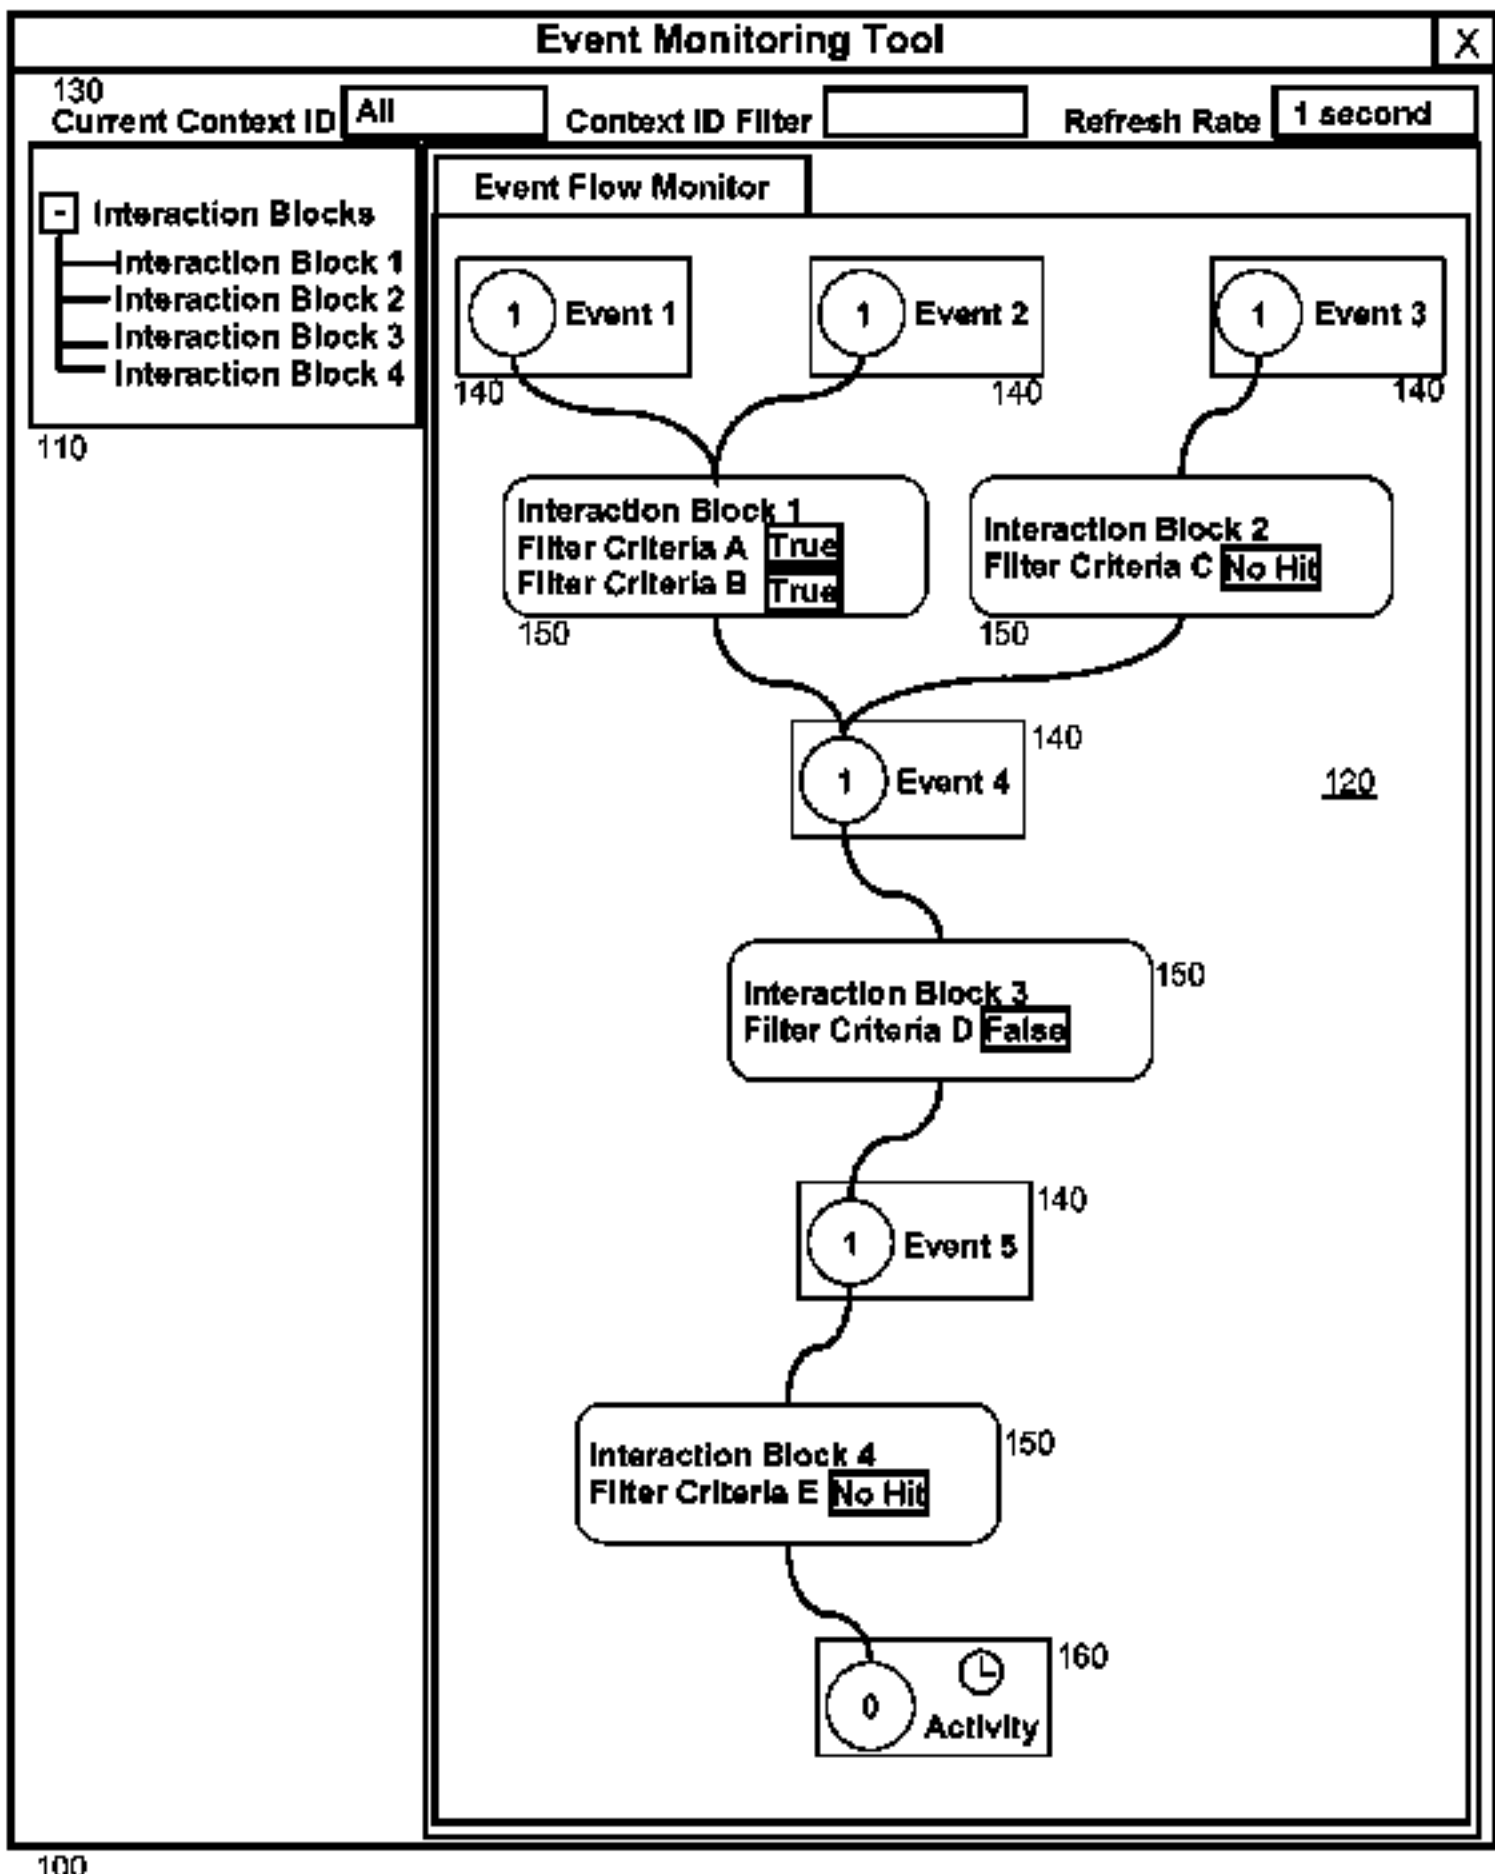 Event Monitoring Tool X
130
Current Context ID All Context ID Filter Refresh Rate 1 second
- Interaction Blocks
Interaction Block 1
Interaction Block 2
Interaction Block 3
Interaction Block 4
110
Event Flow Monitor
1 Event 1 1 Event 2 1 Event 3
140 140 140
Interaction Block 1
Filter Criteria A True
Filter Criteria B True
150
Interaction Block 2
Filter Criteria C No Hit
150
1 Event 4 140
120
Interaction Block 3 150
Filter Criteria D False
1 Event 5 140
Interaction Block 4 150
Filter Criteria E No Hit
0 Activity 160
100